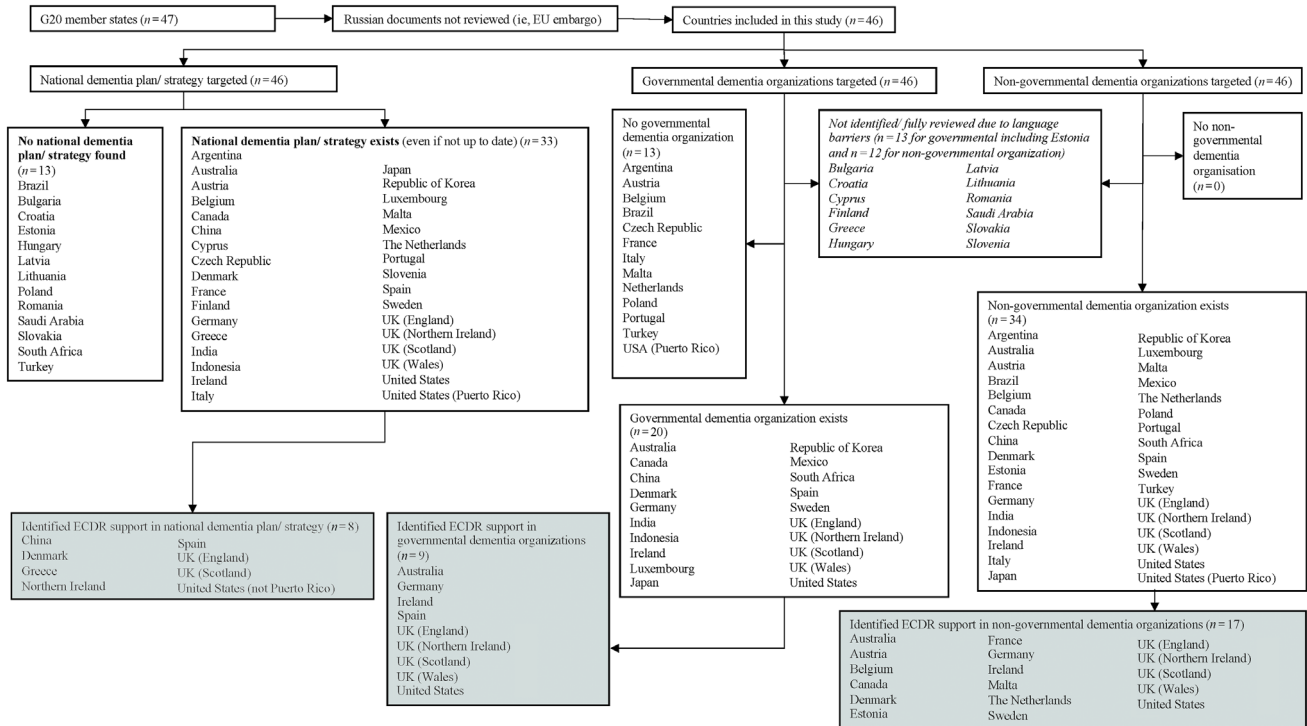 G20 member states (n=47)
Russian documents not reviewed (ie, EU embargo)
Countries included in this study (n=46)
National dementia plan/ strategy targeted (n=46)
Governmental dementia organizations targeted (n=46)
Non-governmental dementia organizations targeted (n=46)
No national dementia
plan/ strategy found
(n=13)
Brazil
Bulgaria
Croatia
Estonia
Hungary
Latvia
Lithuania
Poland
Romania
Saudi Arabia
Slovakia
South Africa
Turkey
National dementia plan/ strategy exists (even if not up to date) (n=33)
Argentina
Australia
Austria
Belgium
Canada
China
Cyprus
Czech Republic
Denmark
France
Finland
Germany
Greece
India
Indonesia
Ireland
Italy
Japan
Republic of Korea
Luxembourg
Malta
Mexico
The Netherlands
Portugal
Slovenia
Spain
Sweden
UK (England)
UK (Northern Ireland)
UK (Scotland)
UK (Wales)
United States
United States (Puerto Rico)
No governmental
dementia organization
(n=13)
Argentina
Austria
Belgium
Brazil
Czech Republic
France
Italy
Malta
Netherlands
Poland
Portugal
Turkey
USA (Puerto Rico)
Not identified/ fully reviewed due to language
barriers (n=13 for governmental including Estonia
and n=12 for non-governmental organization)
Bulgaria
Croatia
Cyprus
Finland
Greece
Hungary
Latvia
Lithuania
Romania
Saudi Arabia
Slovakia
Slovenia
No non-
governmental
dementia
organisation
(n=0)
Governmental dementia organization exists
(n=20)
Australia
Canada
China
Denmark
Germany
India
Indonesia
Ireland
Luxembourg
Japan
Republic of Korea
Mexico
South Africa
Spain
Sweden
UK (England)
UK (Northern Ireland)
UK (Scotland)
UK (Wales)
United States
Non-governmental dementia organization exists
(n=34)
Argentina
Australia
Austria
Brazil
Belgium
Canada
Czech Republic
China
Denmark
Estonia
France
Germany
India
Indonesia
Ireland
Italy
Japan
Republic of Korea
Luxembourg
Malta
Mexico
The Netherlands
Poland
Portugal
South Africa
Spain
Sweden
Turkey
UK (England)
UK (Northern Ireland)
UK (Scotland)
UK (Wales)
United States
United States (Puerto Rico)
Identified ECDR support in national dementia plan/ strategy (n=8)
China
Denmark
Greece
Northern Ireland
Spain
UK (England)
UK (Scotland)
United States (not Puerto Rico)
Identified ECDR support in
governmental dementia organizations
(n=9)
Australia
Germany
Ireland
Spain
UK (England)
UK (Northern Ireland)
UK (Scotland)
UK (Wales)
United States
Identified ECDR support in non-governmental dementia organizations (n=17)
Australia
Austria
Belgium
Canada
Denmark
Estonia
France
Germany
Ireland
Malta
The Netherlands
Sweden
UK (England)
UK (Northern Ireland)
UK (Scotland)
UK (Wales)
United States